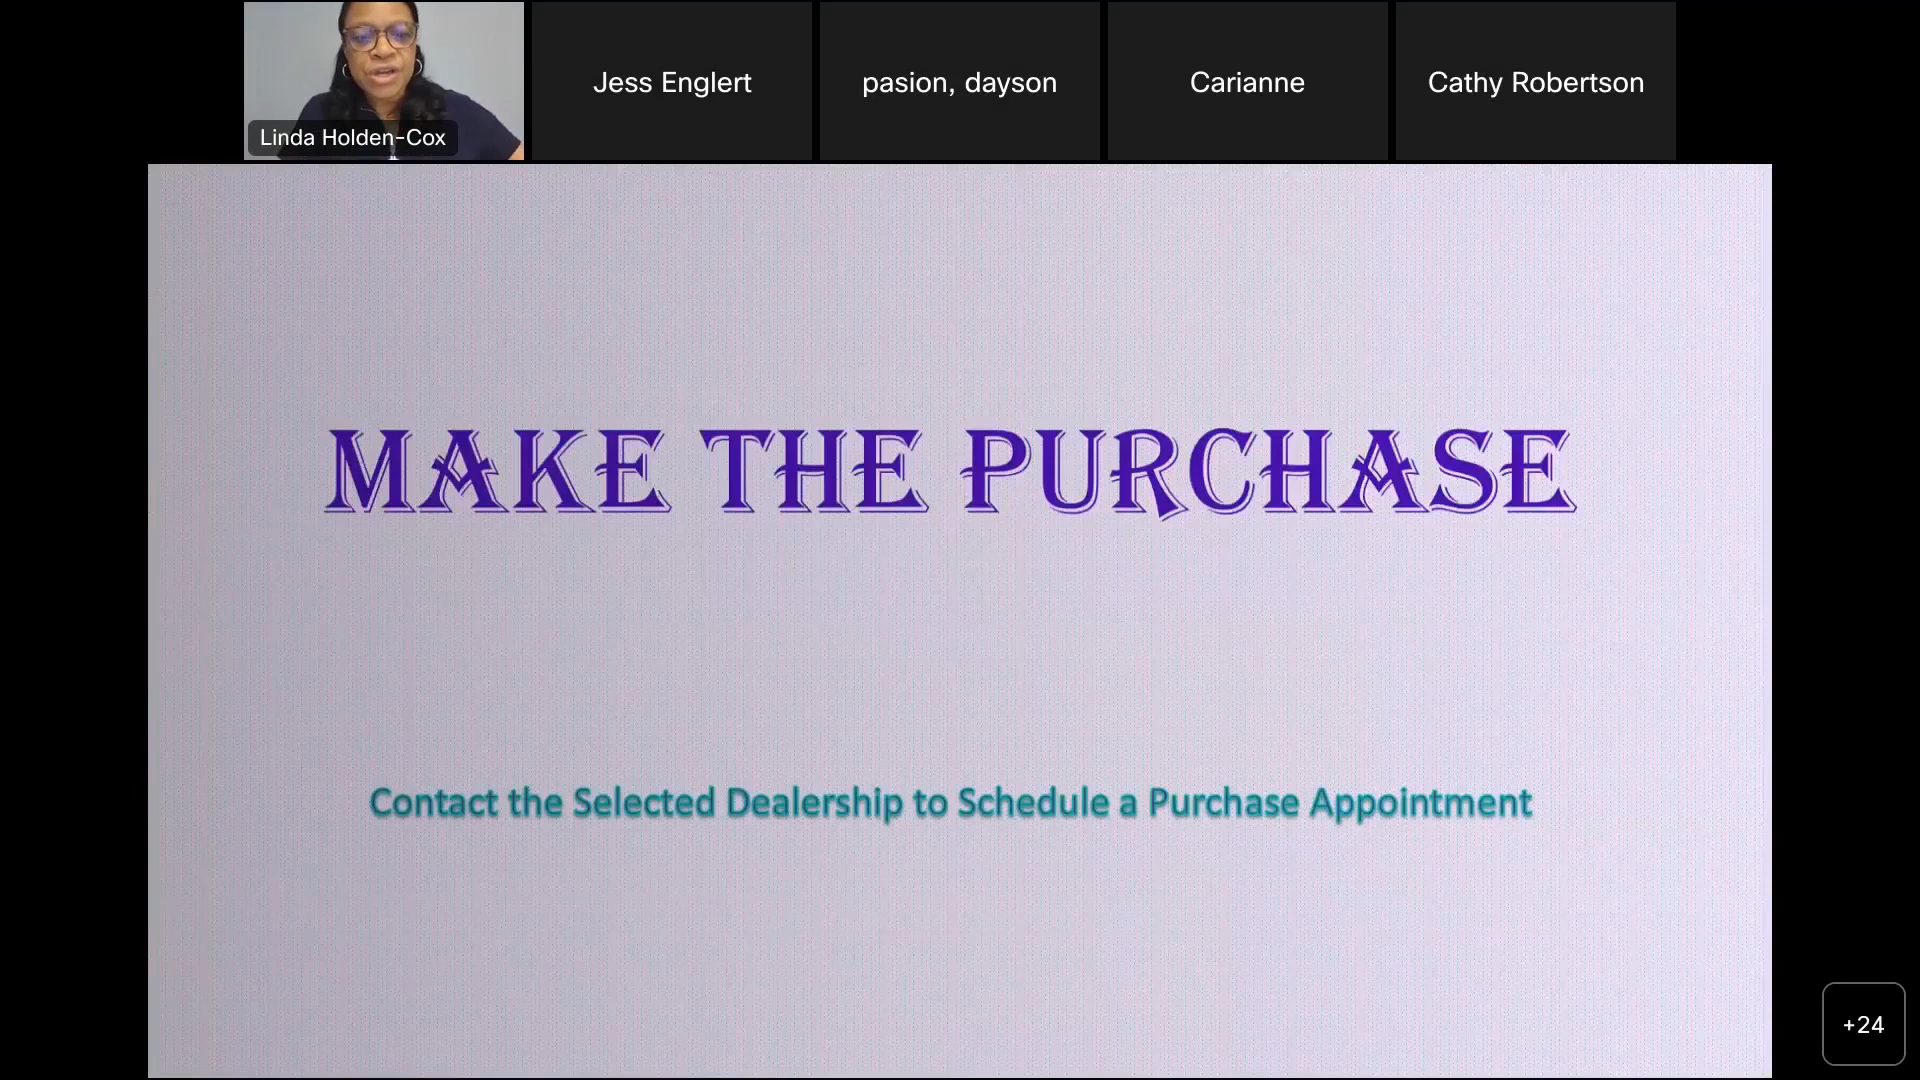 Linda Holden-Cox
Jess Englert
pasion, dayson
Carianne
Cathy Robertson
MAKE THE PURCHASE
Contact the Selected Dealership to Schedule a Purchase Appointment
+24